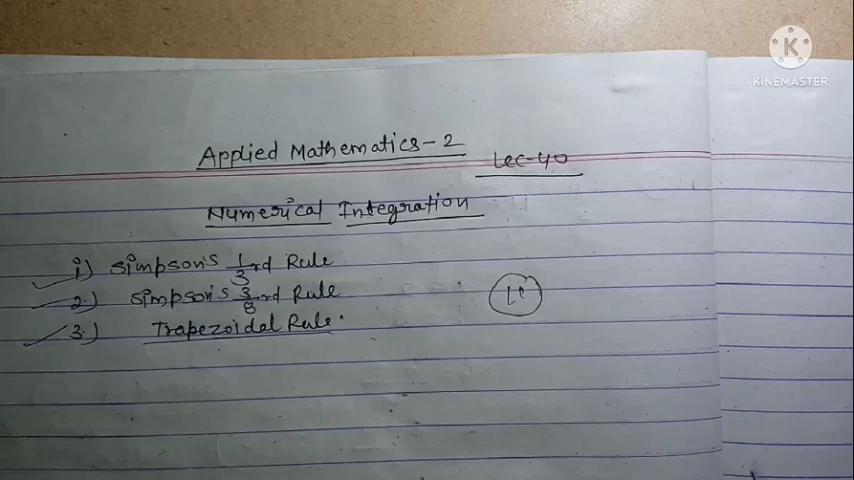 KINEMASTER
Applied Mathematics-2
Lec-40
Numerical Integration
1) Simpson's 1/3rd Rule
2.) Simpson's 3/8rd Rule
3.) Trapezoidal Rule.